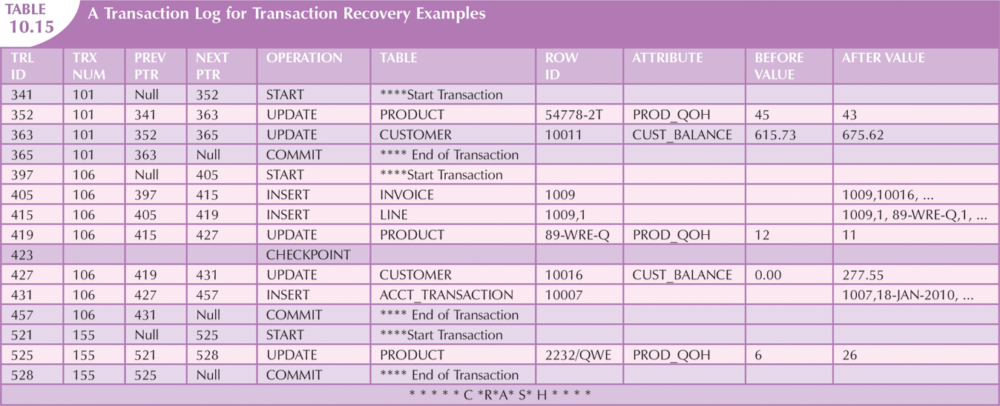 TABLE 10.15
A Transaction Log for Transaction Recovery Examples
TRL ID TRX NUM PREV PTR NEXT PTR OPERATION TABLE ROW ID ATTRIBUTE BEFORE VALUE AFTER VALUE
341 101 Null 352 START ****Start Transaction
352 101 341 363 UPDATE PRODUCT 54778-2T PROD_QOH 45 43
363 101 352 365 UPDATE CUSTOMER 10011 CUST_BALANCE 615.73 675.62
365 101 363 Null COMMIT **** End of Transaction
397 106 Null 405 START ****Start Transaction
405 106 397 415 INSERT INVOICE 1009 1009,10016, ...
415 106 405 419 INSERT LINE 1009,1 1009,1, 89-WRE-Q,1, ...
419 106 415 427 UPDATE PRODUCT 89-WRE-Q PROD_QOH 12 11
423 CHECKPOINT
427 106 419 431 UPDATE CUSTOMER 10016 CUST_BALANCE 0.00 277.55
431 106 427 457 INSERT ACCT_TRANSACTION 10007 1007,18-JAN-2010, ...
457 106 431 Null COMMIT **** End of Transaction
521 155 Null 525 START ****Start Transaction
525 155 521 528 UPDATE PRODUCT 2232/QWE PROD_QOH 6 26
528 155 525 Null COMMIT **** End of Transaction
* * * * * C *R*A* S* H * * * *